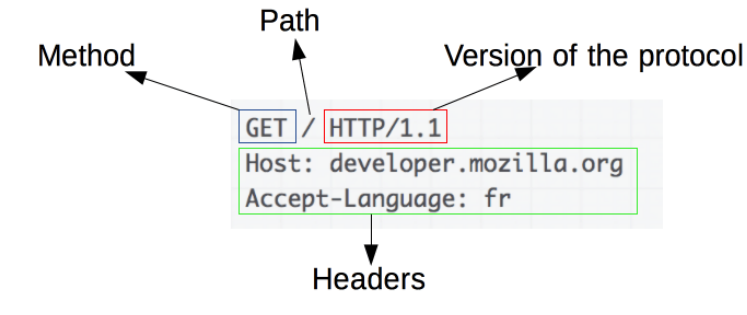 Path
Method
Version of the protocol
GET / HTTP/1.1
Host: developer.mozilla.org
Accept-Language: fr
Headers